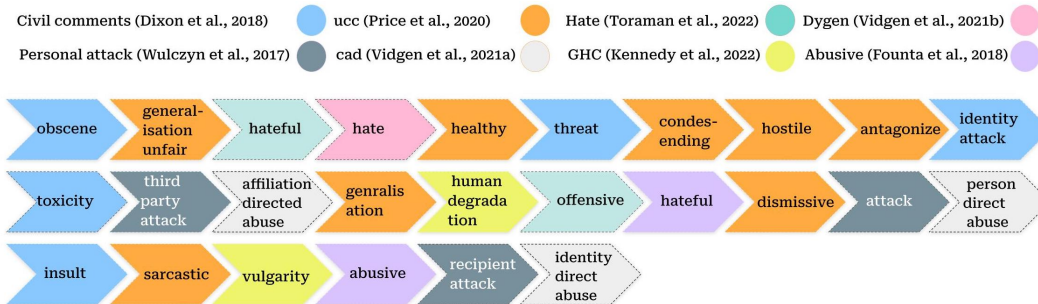 Civil comments (Dixon et al., 2018) ucc (Price et al., 2020) Hate (Toraman et al., 2022) Dygen (Vidgen et al., 2021b)
Personal attack (Wulczyn et al., 2017) cad (Vidgen et al., 2021a) GHC (Kennedy et al., 2022) Abusive (Founta et al., 2018)
obscene
general-
isation
unfair
hateful
hate
healthy
threat
condes-
ending
hostile
antagonize
identity
attack
toxicity
third
party
attack
affiliation
directed
abuse
genralis
ation
human
degrada
tion
offensive
hateful
dismissive
attack
person
direct
abuse
insult
sarcastic
vulgarity
abusive
recipient
attack
identity
direct
abuse